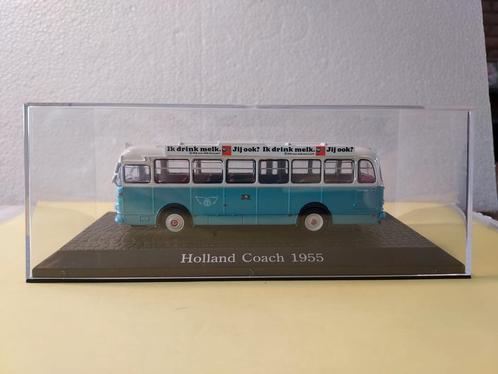 Ik drink melk. Jij ook? Ik drink melk. Jij ook?
Holland Coach 1955